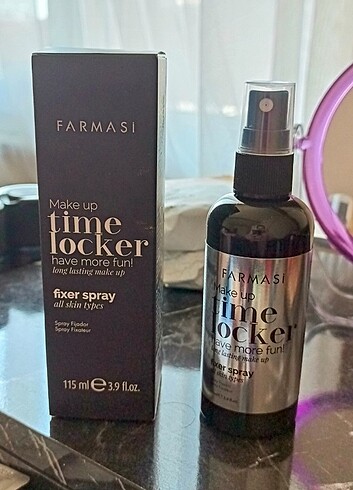 FARMASI
Make up
time
locker
have more fun!
long lasting make up
fixer spray
all skin types
Spray Fijador
Spray Fixateur
115 ml e 3.9 fl.oz.
FARMASI
Make up
time
locker
have more fun!
long lasting make up
fixer spray
skin types